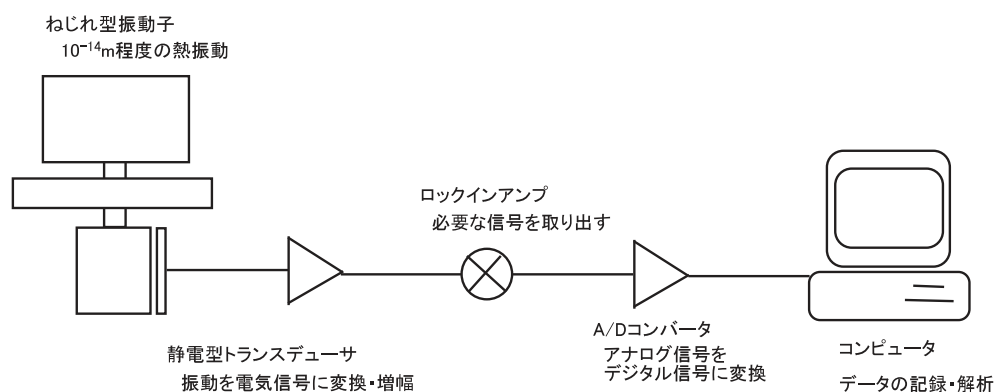 ねじれ型振動子
10⁻¹⁴m程度の熱振動
ロックインアンプ
必要な信号を取り出す
静電型トランスデューサ
振動を電気信号に変換・増幅
A/Dコンバータ
アナログ信号を
デジタル信号に変換
コンピュータ
データの記録・解析